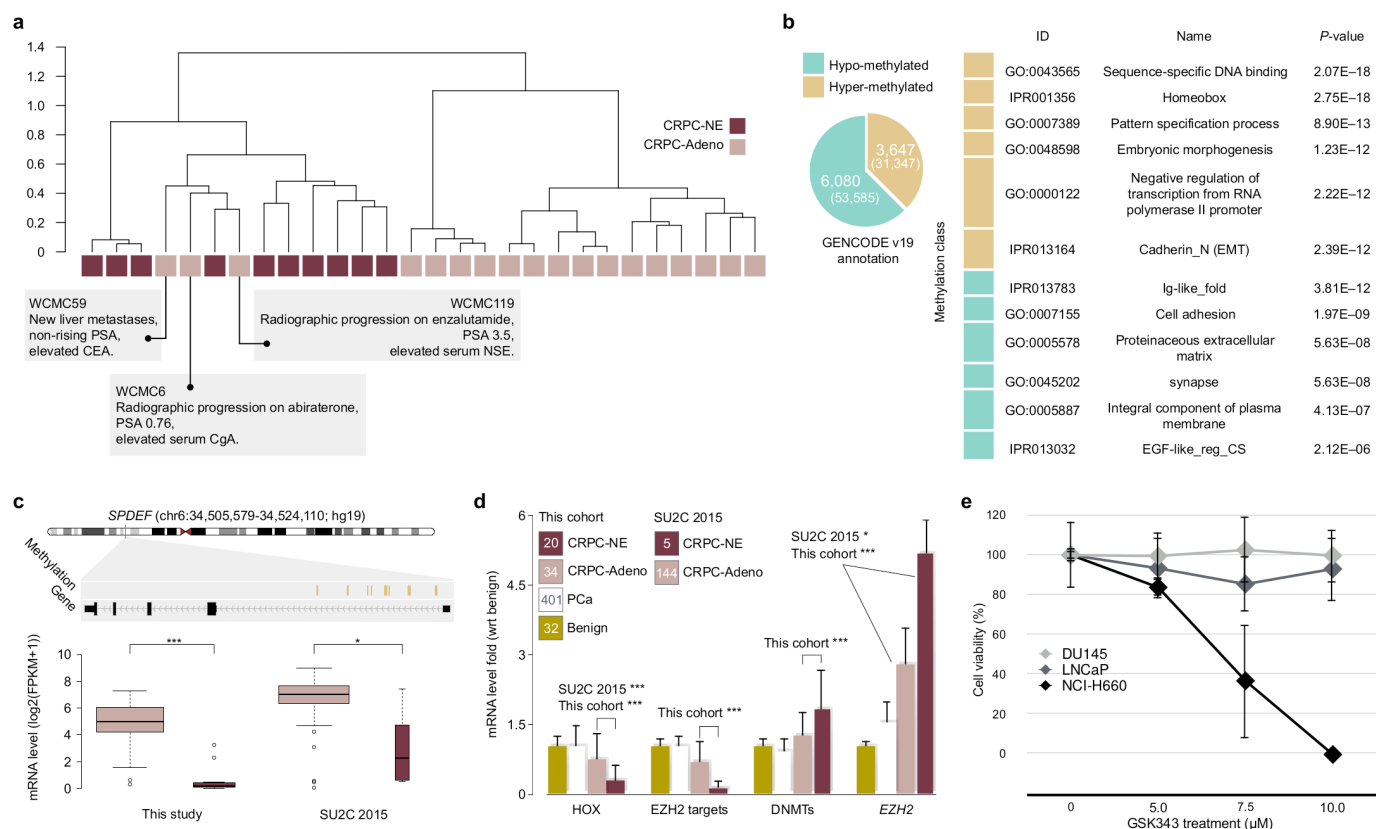 a
1.4
1.2
1.0
0.8
0.6
0.4
0.2
0
CRPC-NE
CRPC-Adeno
WCMC59
New liver metastases,
non-rising PSA,
elevated CEA.
WCMC119
Radiographic progression on enzalutamide,
PSA 3.5,
elevated serum NSE.
WCMC6
Radiographic progression on abiraterone,
PSA 0.76,
elevated serum CgA.
b
Hypo-methylated
Hyper-methylated
3,647
(31,347)
6,080
(53,585)
GENCODE v19
annotation
Methylation class
ID Name P-value
GO:0043565 Sequence-specific DNA binding 2.07E–18
IPR001356 Homeobox 2.75E–18
GO:0007389 Pattern specification process 8.90E–13
GO:0048598 Embryonic morphogenesis 1.23E–12
Negative regulation of
GO:0000122 transcription from RNA 2.22E–12
polymerase II promoter
IPR013164 Cadherin_N (EMT) 2.39E–12
IPR013783 Ig-like_fold 3.81E–12
GO:0007155 Cell adhesion 1.97E–09
GO:0005578 Proteinaceous extracellular 5.63E–08
matrix
GO:0045202 synapse 5.63E–08
GO:0005887 Integral component of plasma 4.13E–07
membrane
IPR013032 EGF-like_reg_CS 2.12E–06
c
SPDEF (chr6:34,505,579-34,524,110; hg19)
Methylation
Gene
mRNA level (log2(FPKM+1))
10
8
6
4
2
0
***
*
This study
SU2C 2015
d
mRNA level fold (wrt benign)
6
4.5
3
1.5
0
This cohort
20 CRPC-NE
34 CRPC-Adeno
401 PCa
32 Benign
SU2C 2015
5 CRPC-NE
144 CRPC-Adeno
SU2C 2015 *
This cohort ***
This cohort ***
SU2C 2015 ***
This cohort ***
This cohort ***
HOX
EZH2 targets
DNMTs
EZH2
e
Cell viability (%)
120
100
80
60
40
20
0
DU145
LNCaP
NCI-H660
0
5.0
7.5
10.0
GSK343 treatment (µM)